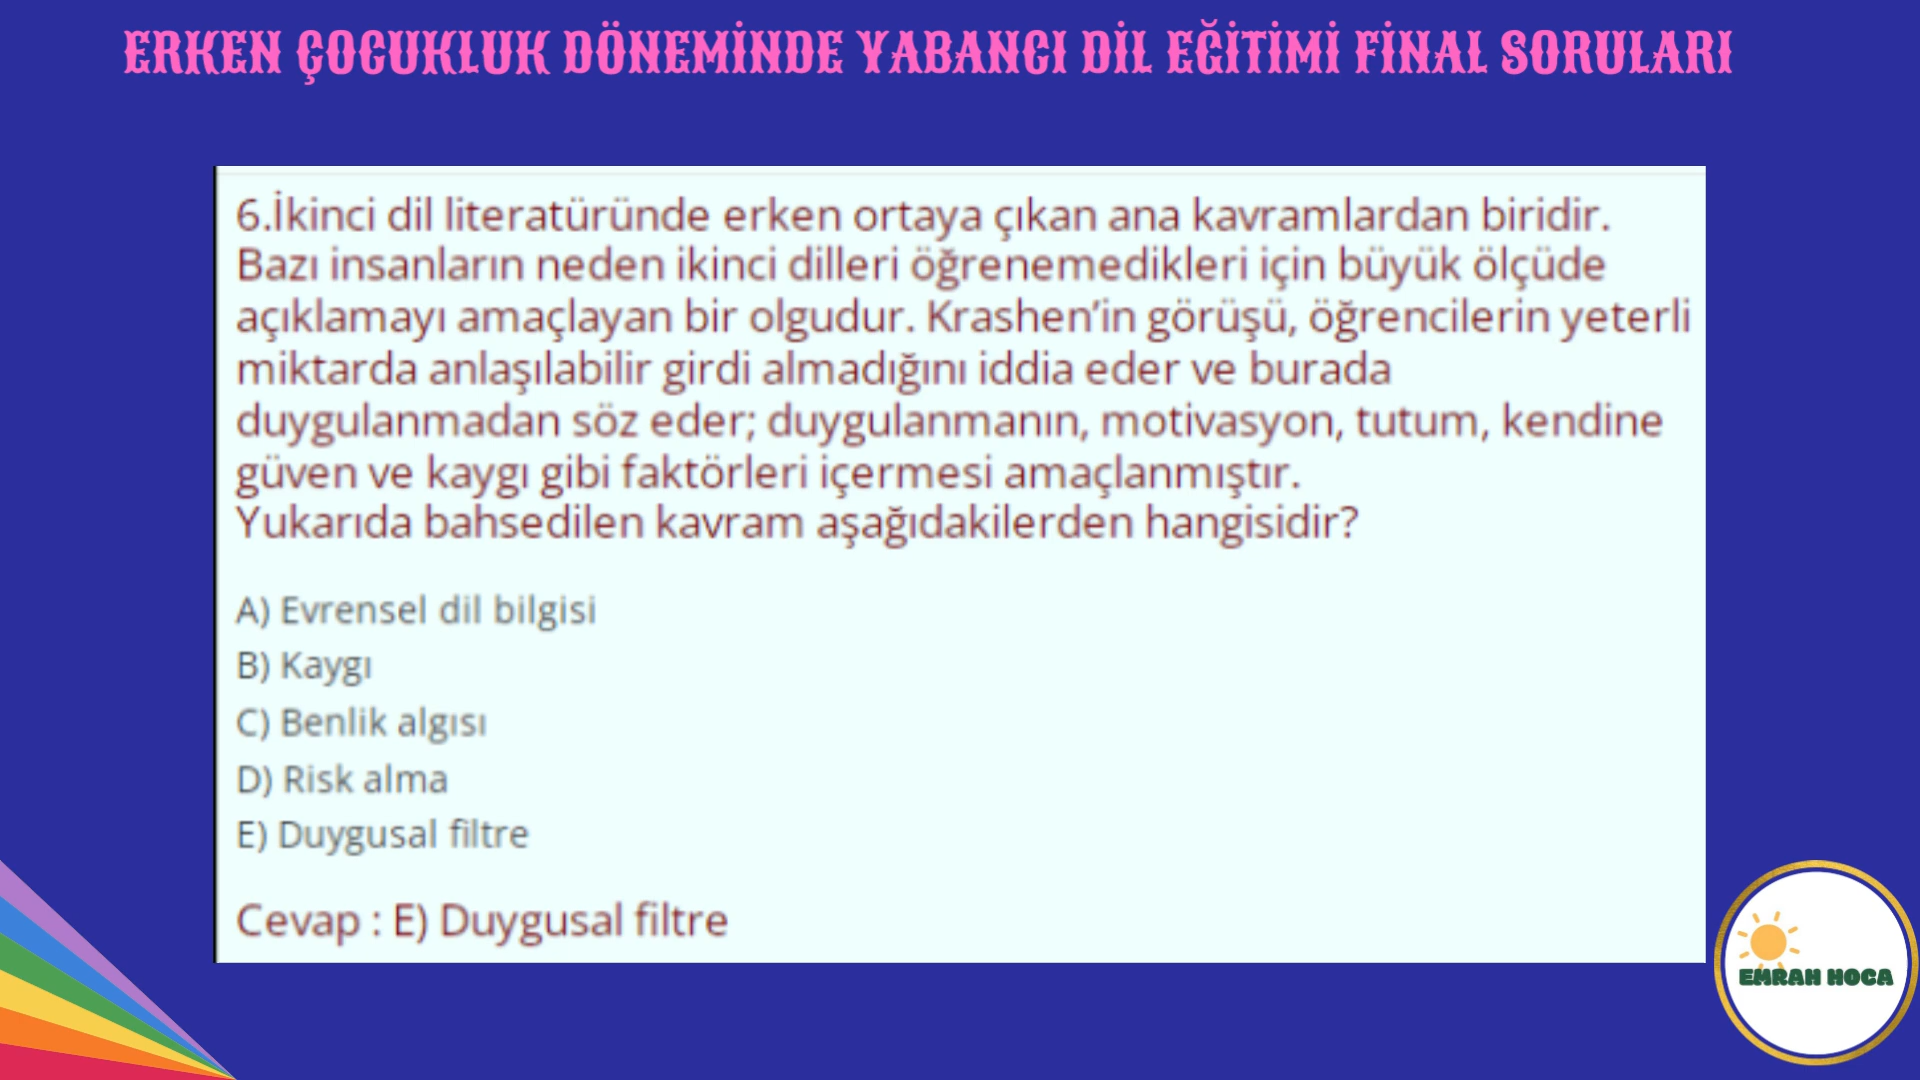 ERKEN ÇOCUKLUK DÖNEMİNDE YABANCI DİL EĞİTİMİ FİNAL SORULARI
6.İkinci dil literatüründe erken ortaya çıkan ana kavramlardan biridir.
Bazı insanların neden ikinci dilleri öğrenemedikleri için büyük ölçüde
açıklamayı amaçlayan bir olgudur. Krashen’in görüşü, öğrencilerin yeterli
miktarda anlaşılabilir girdi almadığını iddia eder ve burada
duygulanmadan söz eder; duygulanmanın, motivasyon, tutum, kendine
güven ve kaygı gibi faktörleri içermesi amaçlanmıştır.
Yukarıda bahsedilen kavram aşağıdakilerden hangisidir?
A) Evrensel dil bilgisi
B) Kaygı
C) Benlik algısı
D) Risk alma
E) Duygusal filtre
Cevap : E) Duygusal filtre
EMRAH HOCA